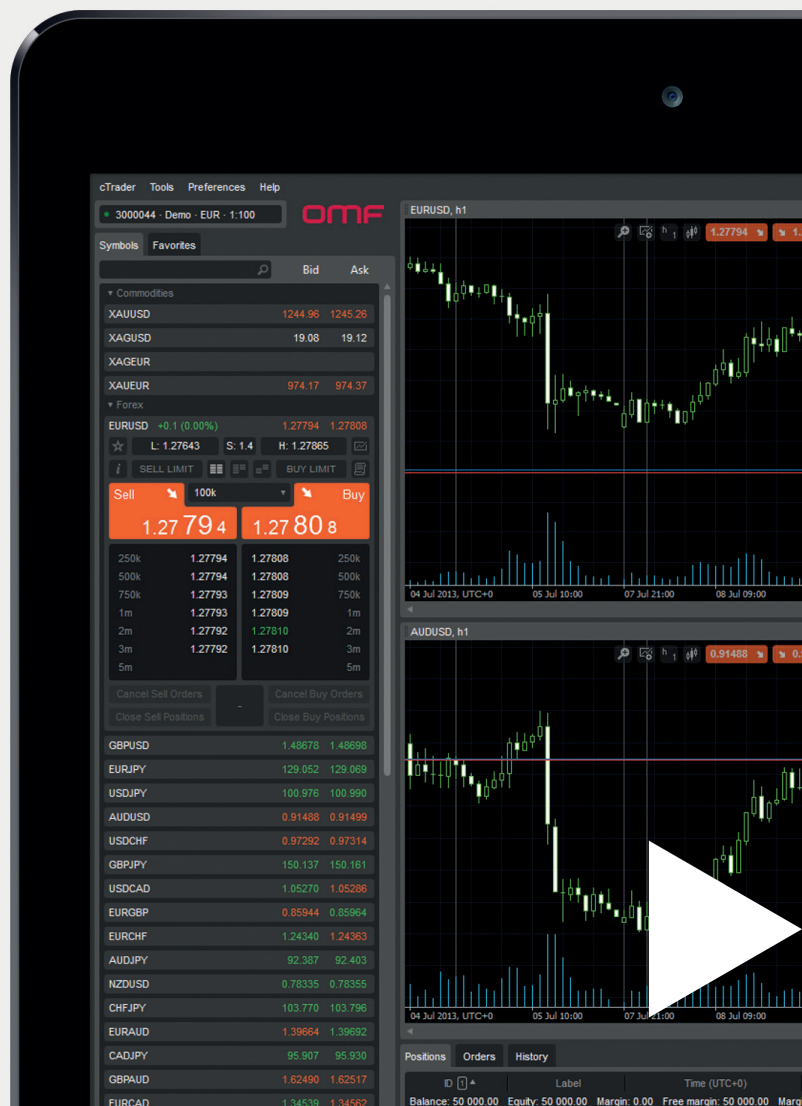 cTrader Tools Preferences Help
3000044 · Demo · EUR · 1:100
OMF
Symbols Favorites
Bid Ask
Commodities
XAUUSD 1244.96 1245.26
XAGUSD 19.08 19.12
XAGEUR
XAUEUR 974.17 974.37
Forex
EURUSD +0.1 (0.00%) 1.27794 1.27808
L: 1.27643 S: 1.4 H: 1.27865
i SELL LIMIT BUY LIMIT
Sell 100k Buy
1.27 79 4 1.27 80 8
250k 1.27794 1.27808 250k
500k 1.27794 1.27808 500k
750k 1.27793 1.27809 750k
1m 1.27793 1.27809 1m
2m 1.27792 1.27810 2m
3m 1.27792 1.27810 3m
5m 5m
Cancel Sell Orders - Cancel Buy Orders
Close Sell Positions Close Buy Positions
GBPUSD 1.48678 1.48698
EURJPY 129.052 129.069
USDJPY 100.976 100.990
AUDUSD 0.91488 0.91499
USDCHF 0.97292 0.97314
GBPJPY 150.137 150.161
USDCAD 1.05270 1.05286
EURGBP 0.85944 0.85964
EURCHF 1.24340 1.24363
AUDJPY 92.387 92.403
NZDUSD 0.78335 0.78355
CHFJPY 103.770 103.796
EURAUD 1.39664 1.39692
CADJPY 95.907 95.930
GBPAUD 1.62490 1.62517
EURCAD 1.34539 1.34562
EURUSD, h1
h 1 1.27794 1.
04 Jul 2013, UTC+0 05 Jul 10:00 07 Jul 21:00 08 Jul 09:00
AUDUSD, h1
h 1 0.91488 0.
04 Jul 2013, UTC+0 05 Jul 10:00 07 Jul 21:00 08 Jul 09:00
Positions Orders History
ID 1 Label Time (UTC+0)
Balance: 50 000.00 Equity: 50 000.00 Margin: 0.00 Free margin: 50 000.00 Marg